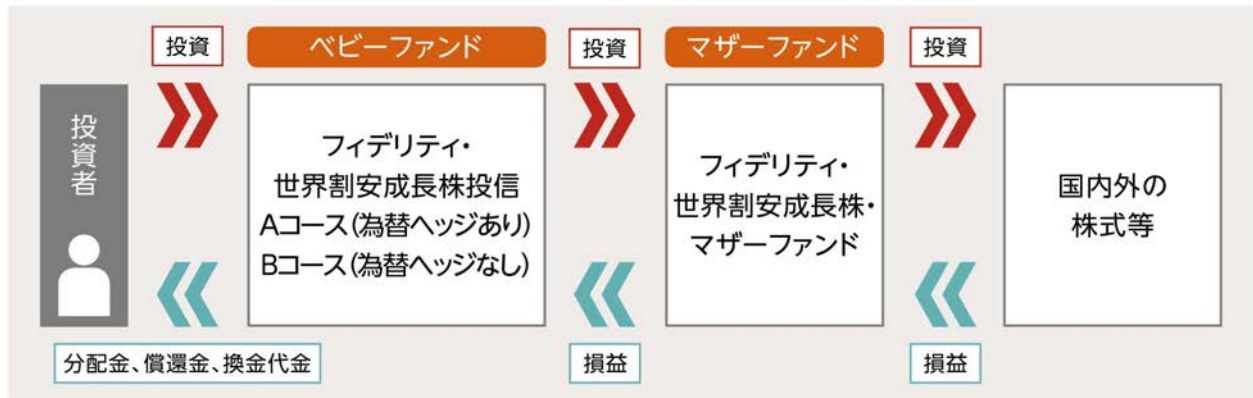 投資
ベビーファンド
投資
マザーファンド
投資
投資者
フィデリティ・
世界割安成長株投信
Aコース(為替ヘッジあり)
Bコース(為替ヘッジなし)
フィデリティ・
世界割安成長株・
マザーファンド
国内外の
株式等
分配金、償還金、換金代金
損益
損益